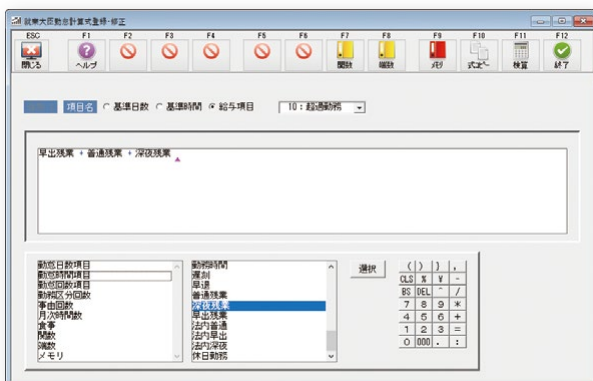 就業大臣勤怠計算式登録・修正
ESC F1 F2 F3 F4 F5 F6 F7 F8 F9 F10 F11 F12
閉じる ヘルプ 関数 端数 メモリ 式コピー 検算 終了
項目名 基準日数 基準時間 給与項目 10:超過勤務
早出残業 + 普通残業 + 深夜残業
勤怠日数項目
勤怠時間項目
勤怠回数項目
勤務区分回数
事由回数
月次時間数
食事
関数
端数
メモリ
勤務時間
遅刻
早退
普通残業
深夜残業
早出残業
法内普通
法内早出
法内深夜
休日勤務
選択
( ) } ,
CLS % ¥ -
BS DEL ^ /
7 8 9 *
4 5 6 +
1 2 3 =
0 000 . :